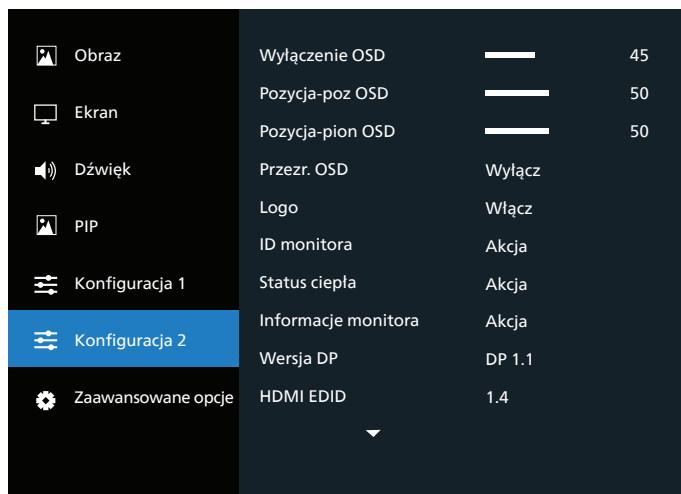 Obraz
Ekran
Dźwięk
PIP
Konfiguracja 1
Konfiguracja 2
Zaawansowane opcje
Wyłączenie OSD 45
Pozycja-poz OSD 50
Pozycja-pion OSD 50
Przezr. OSD Wyłącz
Logo Włącz
ID monitora Akcja
Status ciepła Akcja
Informacje monitora Akcja
Wersja DP DP 1.1
HDMI EDID 1.4